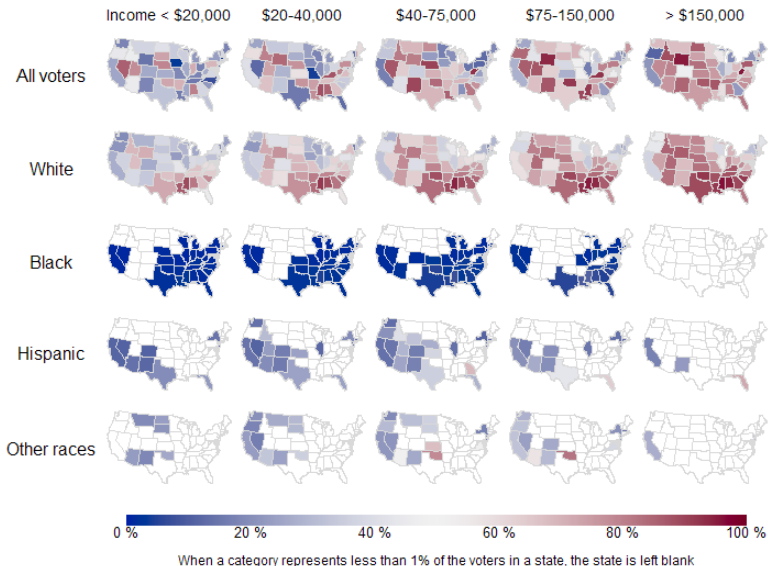 Income < $20,000 $20-40,000 $40-75,000 $75-150,000 > $150,000
All voters
White
Black
Hispanic
Other races
0 % 20 % 40 % 60 % 80 % 100 %
When a category represents less than 1% of the voters in a state, the state is left blank